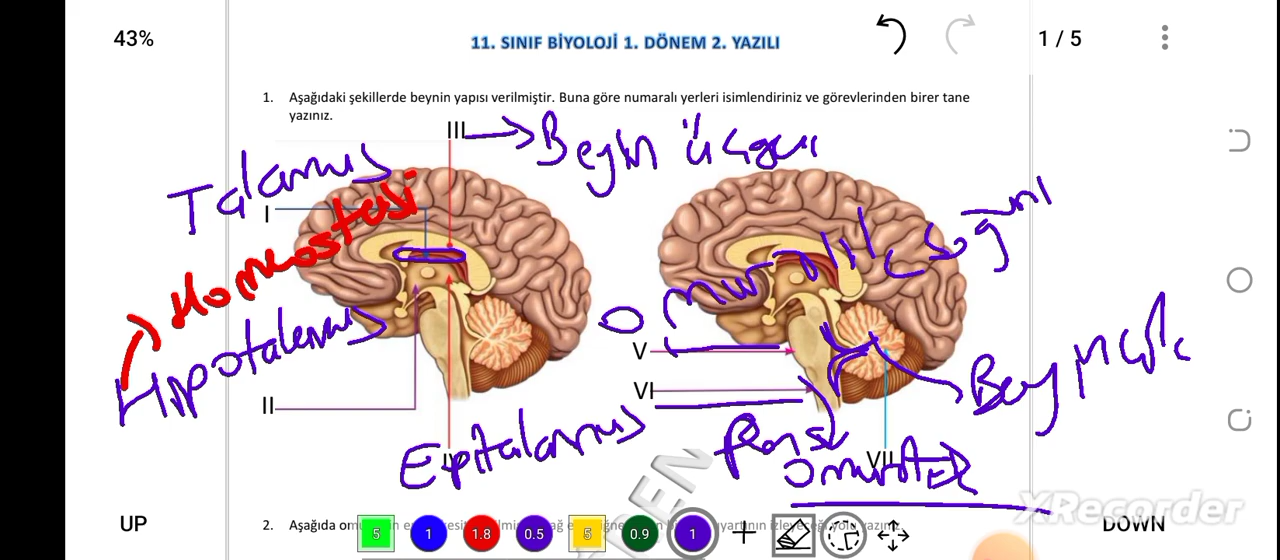 43%
11. SINIF BİYOLOJİ 1. DÖNEM 2. YAZILI
1 / 5
1. Aşağıdaki şekillerde beynin yapısı verilmiştir. Buna göre numaralı yerleri isimlendiriniz ve görevlerinden birer tane
yazınız.
III
Beyin üçgeni
Talamus
I
Homeostasi
Omurilik soğanı
Hipotalamus
V
VI
Beyincik
II
Epitalamus
Pons
VII
Omurilik
DEN
XRecorder
UP
2. Aşağıda
DOWN
5 1 1.8 0.5 5 0.9 1